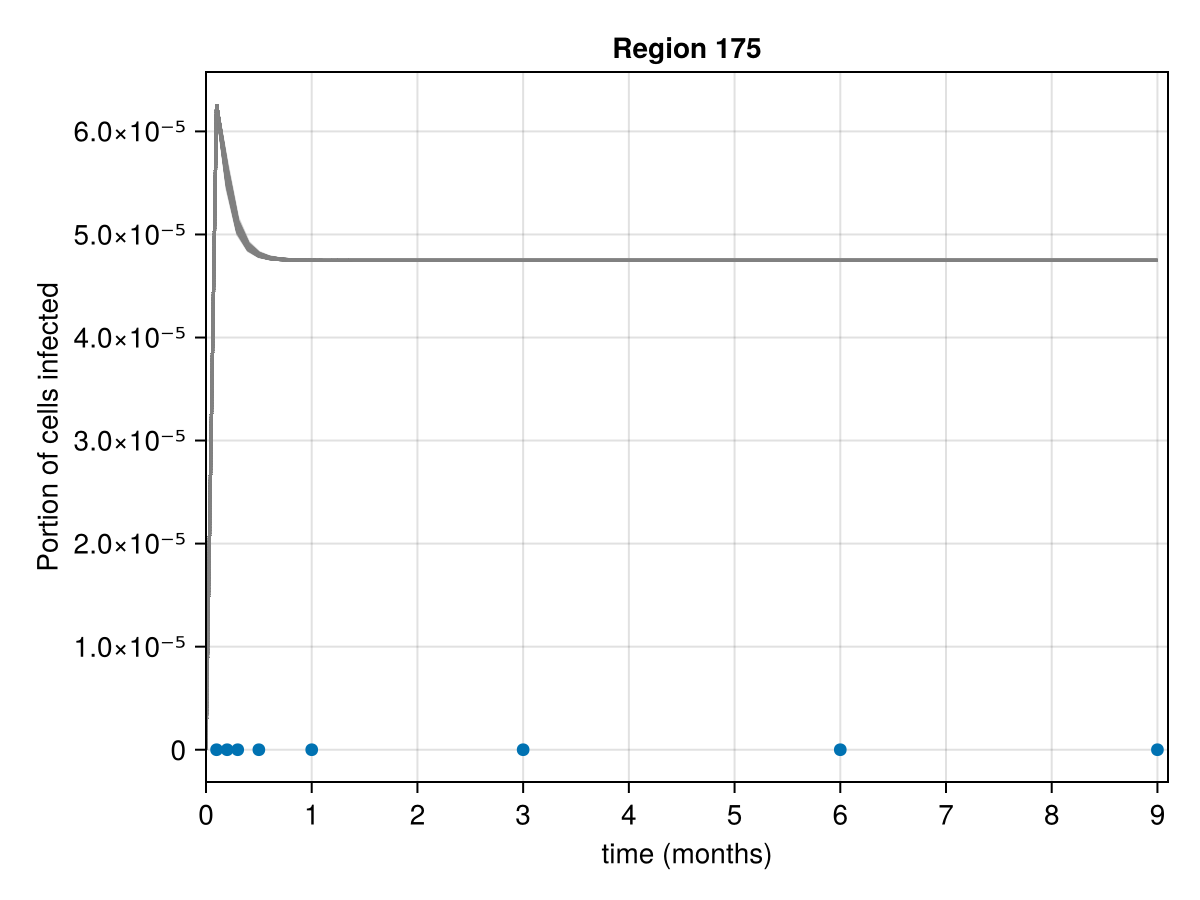 Region 175
Portion of cells infected
6.0×10⁻⁵
5.0×10⁻⁵
4.0×10⁻⁵
3.0×10⁻⁵
2.0×10⁻⁵
1.0×10⁻⁵
0
0 1 2 3 4 5 6 7 8 9
time (months)